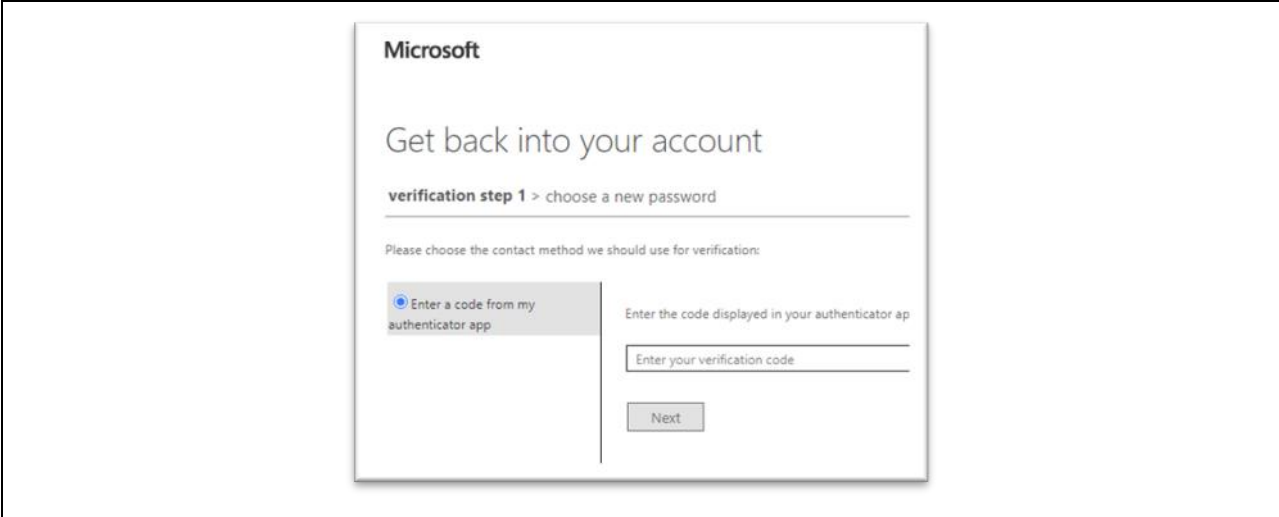 Microsoft
Get back into your account
verification step 1 > choose a new password
Please choose the contact method we should use for verification:
Enter a code from my
authenticator app
Enter the code displayed in your authenticator ap
Enter your verification code
Next